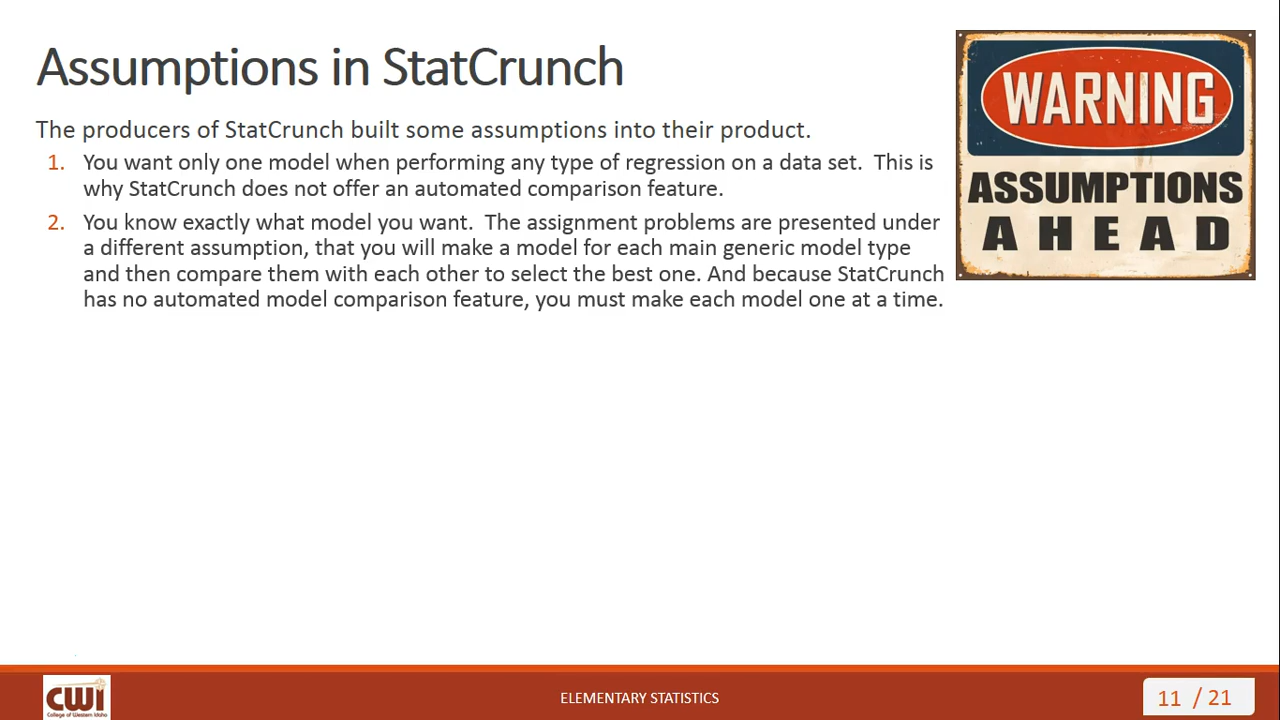 Assumptions in StatCrunch
WARNING
ASSUMPTIONS
AHEAD
The producers of StatCrunch built some assumptions into their product.
1. You want only one model when performing any type of regression on a data set. This is
why StatCrunch does not offer an automated comparison feature.
2. You know exactly what model you want. The assignment problems are presented under
a different assumption, that you will make a model for each main generic model type
and then compare them with each other to select the best one. And because StatCrunch
has no automated model comparison feature, you must make each model one at a time.
CWI
College of Western Idaho
ELEMENTARY STATISTICS
11 / 21